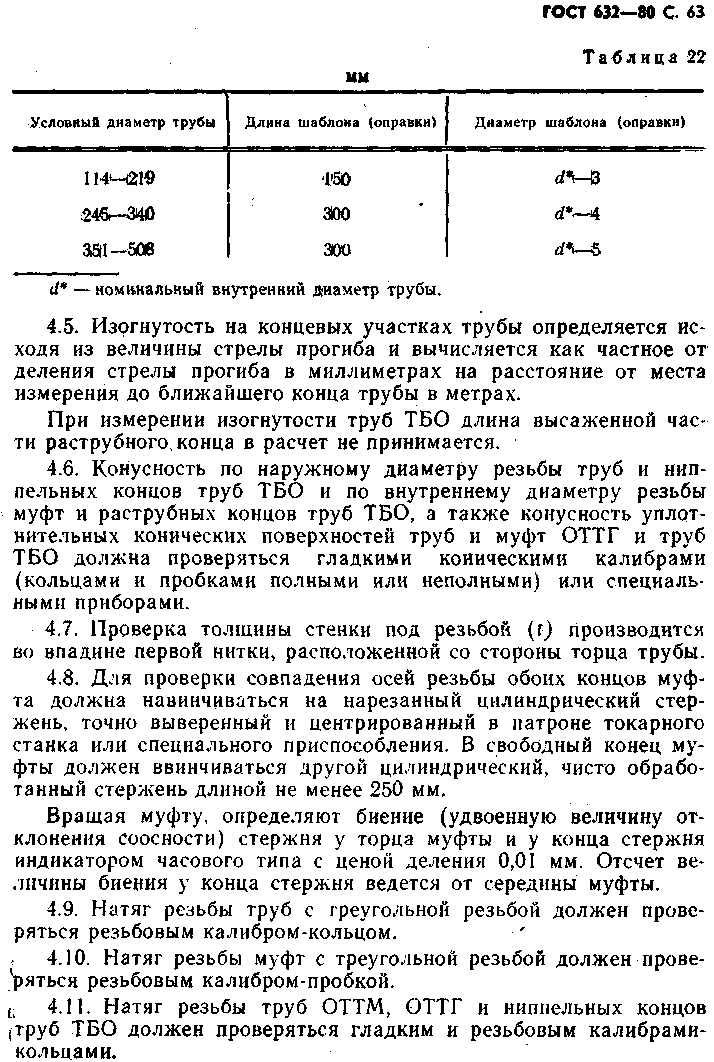 ГОСТ 632—80 С. 63
Таблица 22
мм
Условный диаметр трубы Длина шаблона (оправки) Диаметр шаблона (оправки)
114—219 150 d*—3
245—340 300 d*—4
351—508 300 d*—5
d* — номинальный внутренний диаметр трубы.
4.5. Изогнутость на концевых участках трубы определяется ис-
ходя из величины стрелы прогиба и вычисляется как частное от
деления стрелы прогиба в миллиметрах на расстояние от места
измерения до ближайшего конца трубы в метрах.
При измерении изогнутости труб ТБО длина высаженной час-
ти раструбного конца в расчет не принимается.
4.6. Конусность по наружному диаметру резьбы труб и нип-
пельных концов труб ТБО и по внутреннему диаметру резьбы
муфт и раструбных концов труб ТБО, а также конусность уплот-
нительных конических поверхностей труб и муфт ОТТГ и труб
ТБО должна проверяться гладкими коническими калибрами
(кольцами и пробками полными или неполными) или специаль-
ными приборами.
4.7. Проверка толщины стенки под резьбой (t) производится
во впадине первой нитки, расположенной со стороны торца трубы.
4.8. Для проверки совпадения осей резьбы обоих концов муф-
та должна навинчиваться на нарезанный цилиндрический стер-
жень, точно выверенный и центрированный в патроне токарного
станка или специального приспособления. В свободный конец му-
фты должен ввинчиваться другой цилиндрический, чисто обрабо-
танный стержень длиной не менее 250 мм.
Вращая муфту, определяют биение (удвоенную величину от-
клонения соосности) стержня у торца муфты и у конца стержня
индикатором часового типа с ценой деления 0,01 мм. Отсчет ве-
личины биения у конца стержня ведется от середины муфты.
4.9. Натяг резьбы труб с треугольной резьбой должен прове-
ряться резьбовым калибром-кольцом.
4.10. Натяг резьбы муфт с треугольной резьбой должен прове-
ряться резьбовым калибром-пробкой.
4.11. Натяг резьбы труб ОТТМ, ОТТГ и ниппельных концов
труб ТБО должен проверяться гладким и резьбовым калибрами-
кольцами.